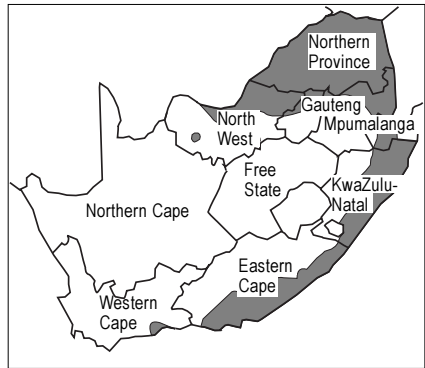 Northern
Province
Gauteng
North
West
Mpumalanga
Free
State
KwaZulu-
Natal
Northern Cape
Eastern
Cape
Western
Cape